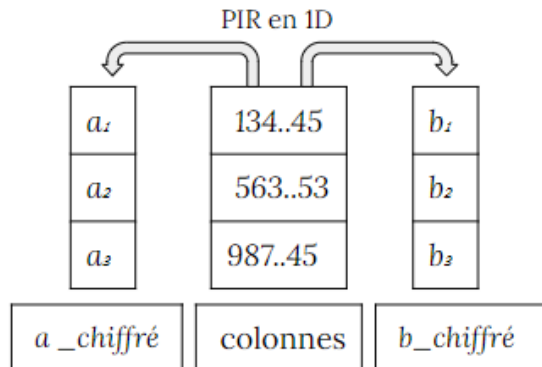 PIR en 1D
a₁ 134..45 b₁
a₂ 563..53 b₂
a₃ 987..45 b₃
a _chiffré colonnes b_chiffré